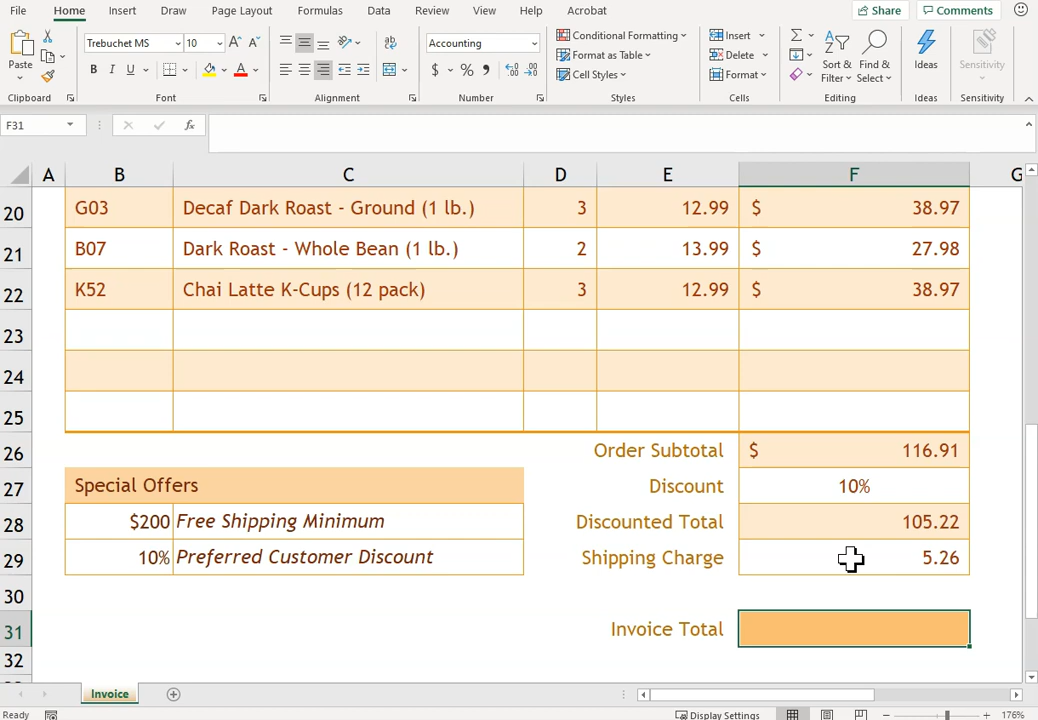 File Home Insert Draw Page Layout Formulas Data Review View Help Acrobat Share Comments
Trebuchet MS 10 Accounting Conditional Formatting Insert
Paste Format as Table Delete Sort & Find & Ideas Sensitivity
B I U A $ % , Cell Styles Format Filter Select
Clipboard Font Alignment Number Styles Cells Editing Ideas Sensitivity
F31 fx
A B C D E F G
20 G03 Decaf Dark Roast - Ground (1 lb.) 3 12.99 $ 38.97
21 B07 Dark Roast - Whole Bean (1 lb.) 2 13.99 $ 27.98
22 K52 Chai Latte K-Cups (12 pack) 3 12.99 $ 38.97
23
24
25
26 Order Subtotal $ 116.91
27 Special Offers Discount 10%
28 $200 Free Shipping Minimum Discounted Total 105.22
29 10% Preferred Customer Discount Shipping Charge 5.26
30
31 Invoice Total
32
Invoice
Ready Display Settings 176%